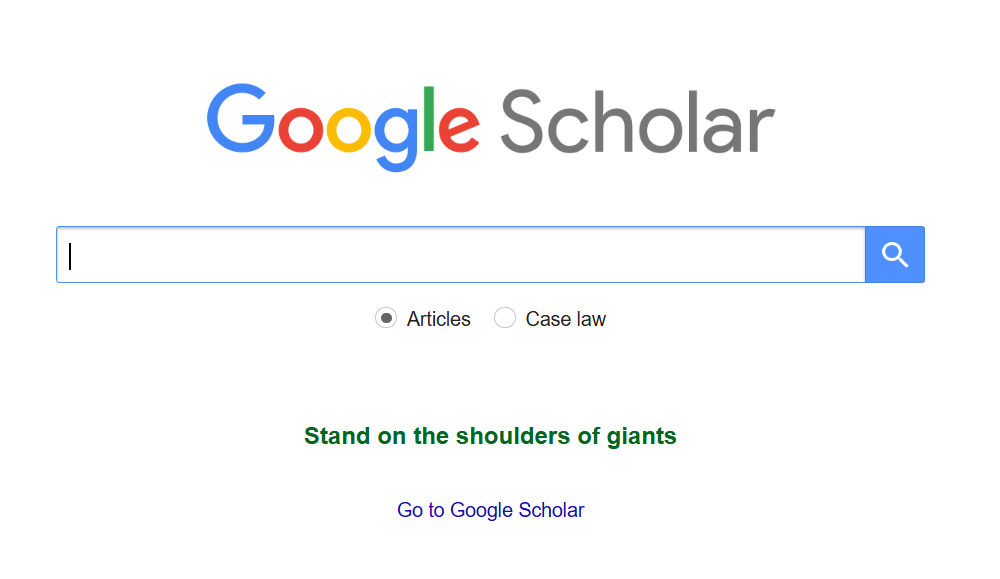 Google Scholar
Articles Case law
Stand on the shoulders of giants
Go to Google Scholar